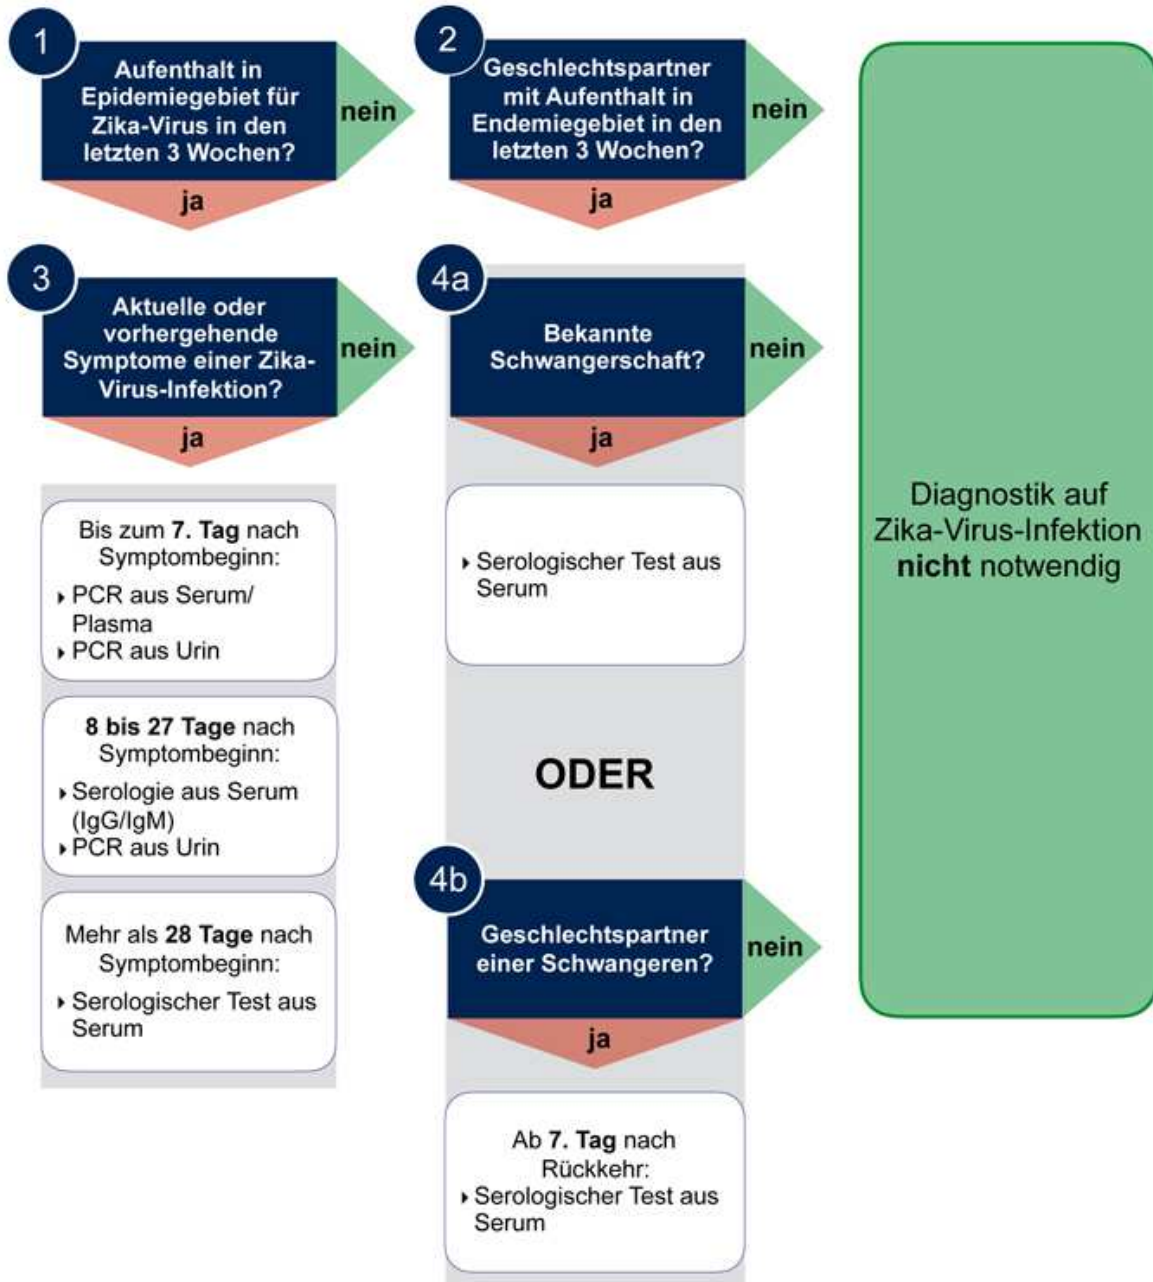 1
Aufenthalt in
Epidemiegebiet für
Zika-Virus in den
letzten 3 Wochen?
nein
ja
2
Geschlechtspartner
mit Aufenthalt in
Endemiegebiet in den
letzten 3 Wochen?
nein
ja
3
Aktuelle oder
vorhergehende
Symptome einer Zika-
Virus-Infektion?
nein
ja
4a
Bekannte
Schwangerschaft?
nein
ja
Bis zum 7. Tag nach
Symptombeginn:
PCR aus Serum/
Plasma
PCR aus Urin
8 bis 27 Tage nach
Symptombeginn:
Serologie aus Serum
(IgG/IgM)
PCR aus Urin
Mehr als 28 Tage nach
Symptombeginn:
Serologischer Test aus
Serum
Serologischer Test aus
Serum
ODER
4b
Geschlechtspartner
einer Schwangeren?
nein
ja
Ab 7. Tag nach
Rückkehr:
Serologischer Test aus
Serum
Diagnostik auf
Zika-Virus-Infektion
nicht notwendig